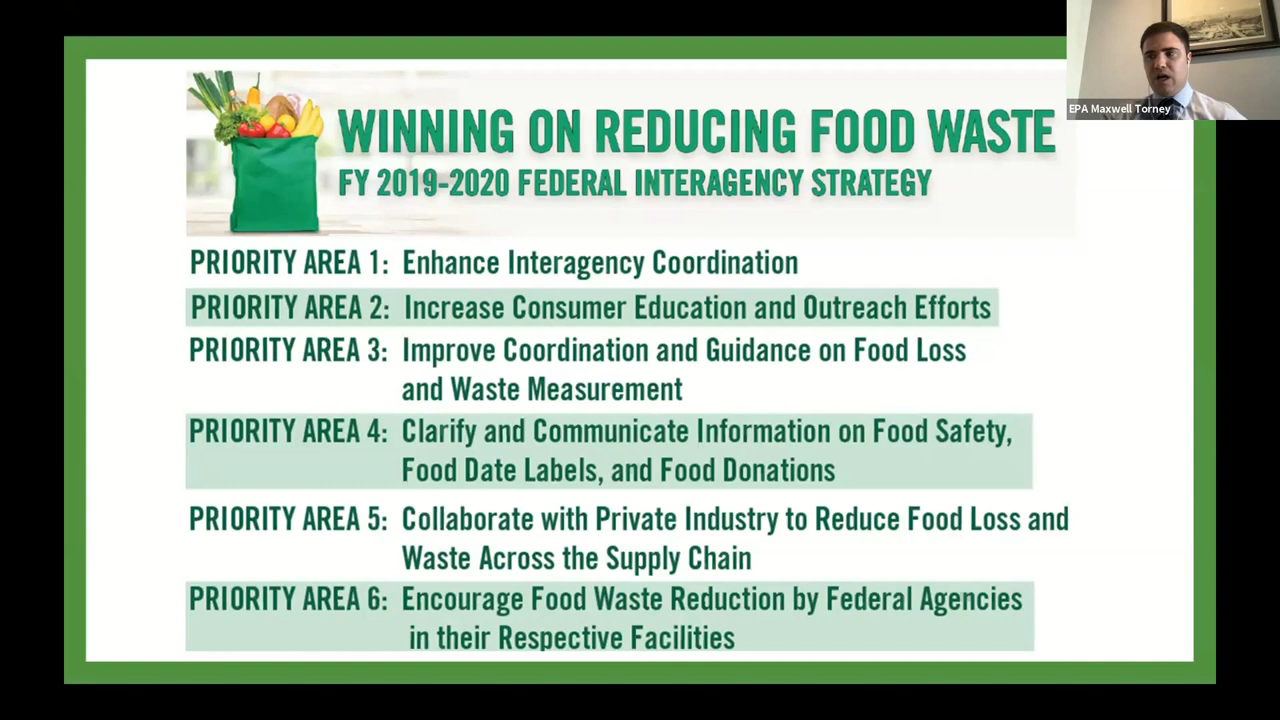 EPA Maxwell Torney
WINNING ON REDUCING FOOD WASTE
FY 2019-2020 FEDERAL INTERAGENCY STRATEGY
PRIORITY AREA 1: Enhance Interagency Coordination
PRIORITY AREA 2: Increase Consumer Education and Outreach Efforts
PRIORITY AREA 3: Improve Coordination and Guidance on Food Loss
and Waste Measurement
PRIORITY AREA 4: Clarify and Communicate Information on Food Safety,
Food Date Labels, and Food Donations
PRIORITY AREA 5: Collaborate with Private Industry to Reduce Food Loss and
Waste Across the Supply Chain
PRIORITY AREA 6: Encourage Food Waste Reduction by Federal Agencies
in their Respective Facilities